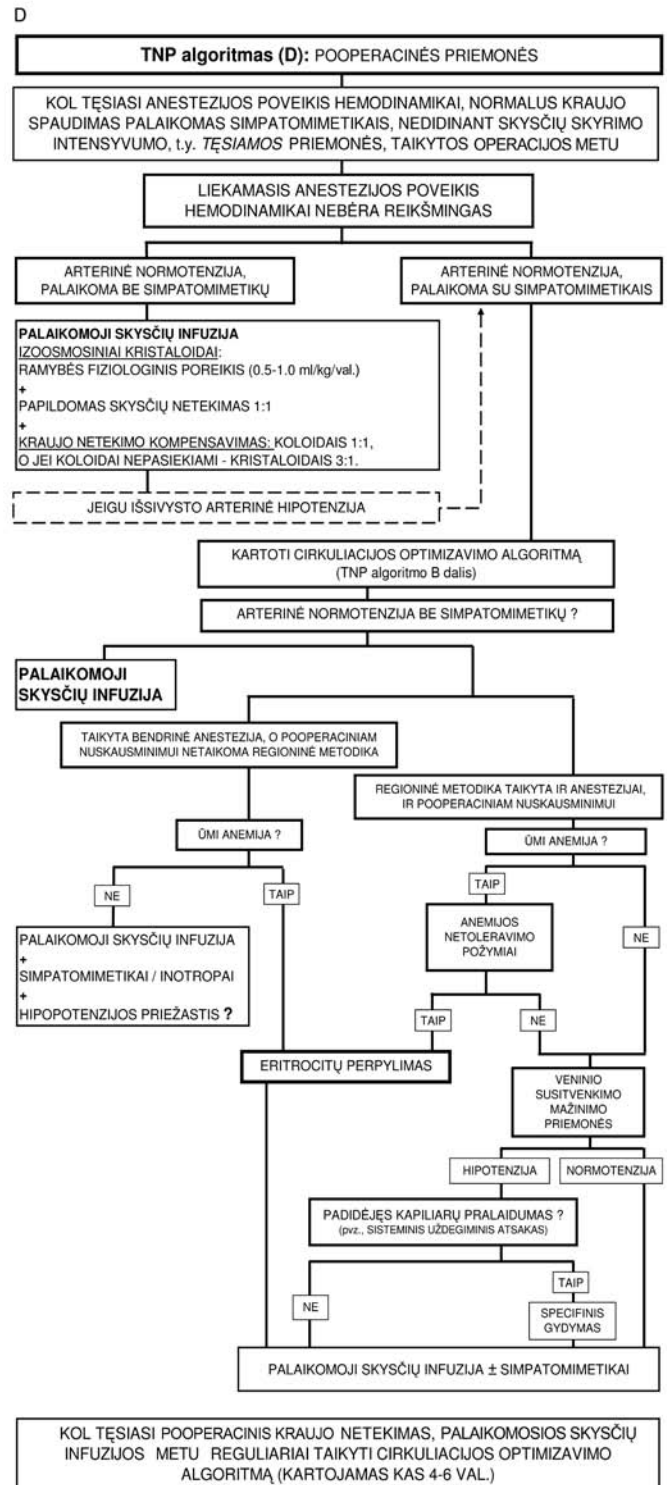 D
TNP algoritmas (D): POOPERACINĖS PRIEMONĖS
KOL TĘSIASI ANESTEZIJOS POVEIKIS HEMODINAMIKAI, NORMALUS KRAUJO
SPAUDIMAS PALAIKOMAS SIMPATOMIMETIKAIS, NEDIDINANT SKYSČIŲ SKYRIMO
INTENSYVUMO, t.y. TĘSIAMOS PRIEMONĖS, TAIKYTOS OPERACIJOS METU
LIEKAMASIS ANESTEZIJOS POVEIKIS
HEMODINAMIKAI NEBĖRA REIKŠMINGAS
ARTERINĖ NORMOTENZIJA,
PALAIKOMA BE SIMPATOMIMETIKŲ
ARTERINĖ NORMOTENZIJA,
PALAIKOMA SU SIMPATOMIMETIKAIS
PALAIKOMOJI SKYSČIŲ INFUZIJA
IZOOSMOSINIAI KRISTALOIDAI:
RAMYBĖS FIZIOLOGINIS POREIKIS (0.5-1.0 ml/kg/val.)
+
PAPILDOMAS SKYSČIŲ NETEKIMAS 1:1
+
KRAUJO NETEKIMO KOMPENSAVIMAS: KOLOIDAIS 1:1,
O JEI KOLOIDAI NEPASIEKIAMI - KRISTALOIDAIS 3:1.
JEIGU IŠSIVYSTO ARTERINĖ HIPOTENZIJA
KARTOTI CIRKULIACIJOS OPTIMIZAVIMO ALGORITMĄ
(TNP algoritmo B dalis)
ARTERINĖ NORMOTENZIJA BE SIMPATOMIMETIKŲ ?
PALAIKOMOJI
SKYSČIŲ INFUZIJA
TAIKYTA BENDRINĖ ANESTEZIJA, O POOPERACINIAM
NUSKAUSMINIMUI NETAIKOMA REGIONINĖ METODIKA
REGIONINĖ METODIKA TAIKYTA IR ANESTEZIJAI,
IR POOPERACINIAM NUSKAUSMINIMUI
ŪMI ANEMIJA ?
ŪMI ANEMIJA ?
NE
TAIP
TAIP
NE
PALAIKOMOJI SKYSČIŲ INFUZIJA
+
SIMPATOMIMETIKAI / INOTROPAI
+
HIPOPOTENZIJOS PRIEŽASTIS ?
ANEMIJOS
NETOLERAVIMO
POŽYMIAI
TAIP
NE
ERITROCITŲ PERPYLIMAS
VENINIO
SUSITVENKIMO
MAŽINIMO
PRIEMONĖS
HIPOTENZIJA
NORMOTENZIJA
PADIDĖJĘS KAPILIARŲ PRALAIDUMAS ?
(pvz., SISTEMINIS UŽDEGIMINIS ATSAKAS)
NE
TAIP
SPECIFINIS
GYDYMAS
PALAIKOMOJI SKYSČIŲ INFUZIJA ± SIMPATOMIMETIKAI
KOL TĘSIASI POOPERACINIS KRAUJO NETEKIMAS, PALAIKOMOSIOS SKYSČIŲ
INFUZIJOS METU REGULIARIAI TAIKYTI CIRKULIACIJOS OPTIMIZAVIMO
ALGORITMĄ (KARTOJAMAS KAS 4-6 VAL.)